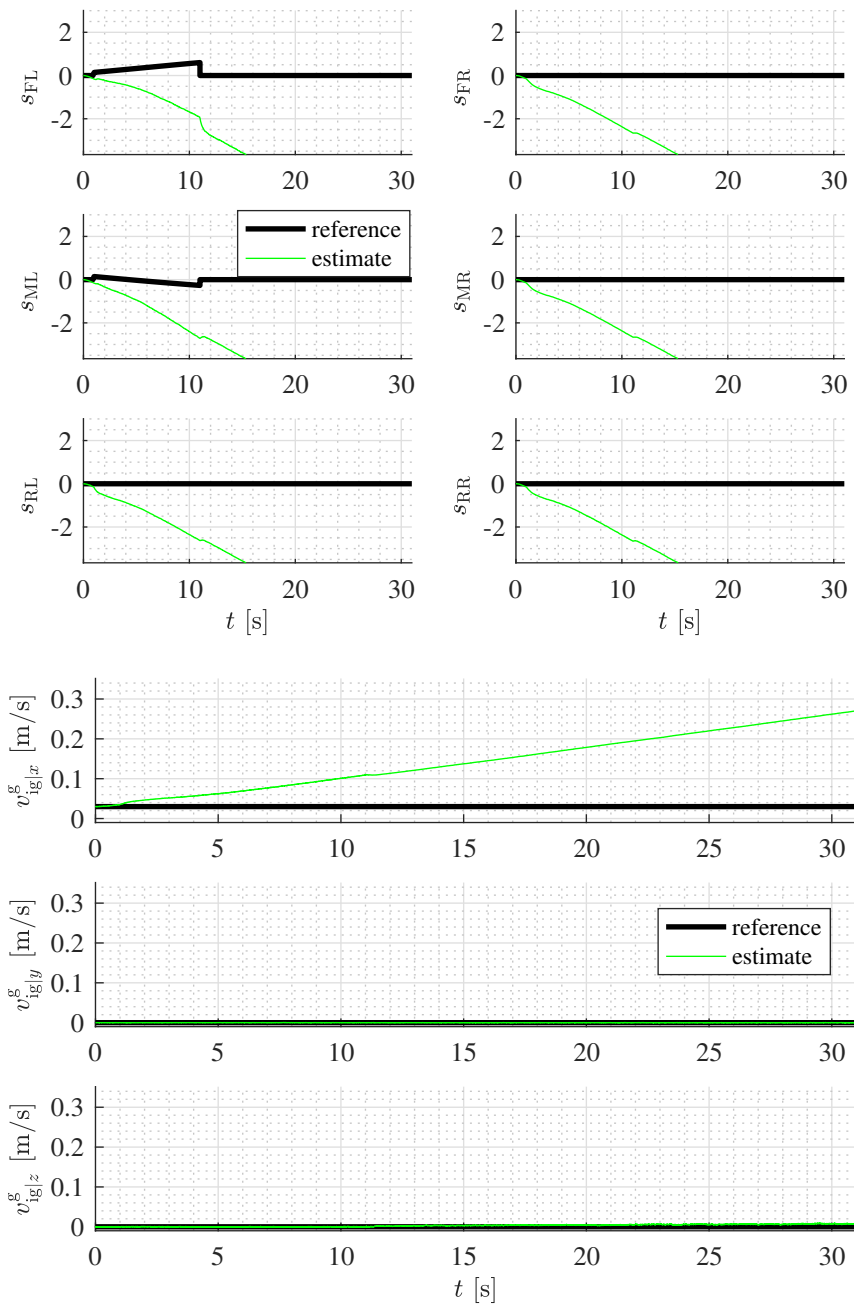 2 2
0 0
-2 -2
s_FL s_FR
0 10 20 30 0 10 20 30
2 reference 2
0 estimate 0
-2 -2
s_ML s_MR
0 10 20 30 0 10 20 30
2 2
0 0
-2 -2
s_RL s_RR
0 10 20 30 0 10 20 30
t [s] t [s]
0.3
0.2
0.1
0
v^g_ig|x [m/s]
0 5 10 15 20 25 30
0.3
0.2 reference
0.1 estimate
0
v^g_ig|y [m/s]
0 5 10 15 20 25 30
0.3
0.2
0.1
0
v^g_ig|z [m/s]
0 5 10 15 20 25 30
t [s]